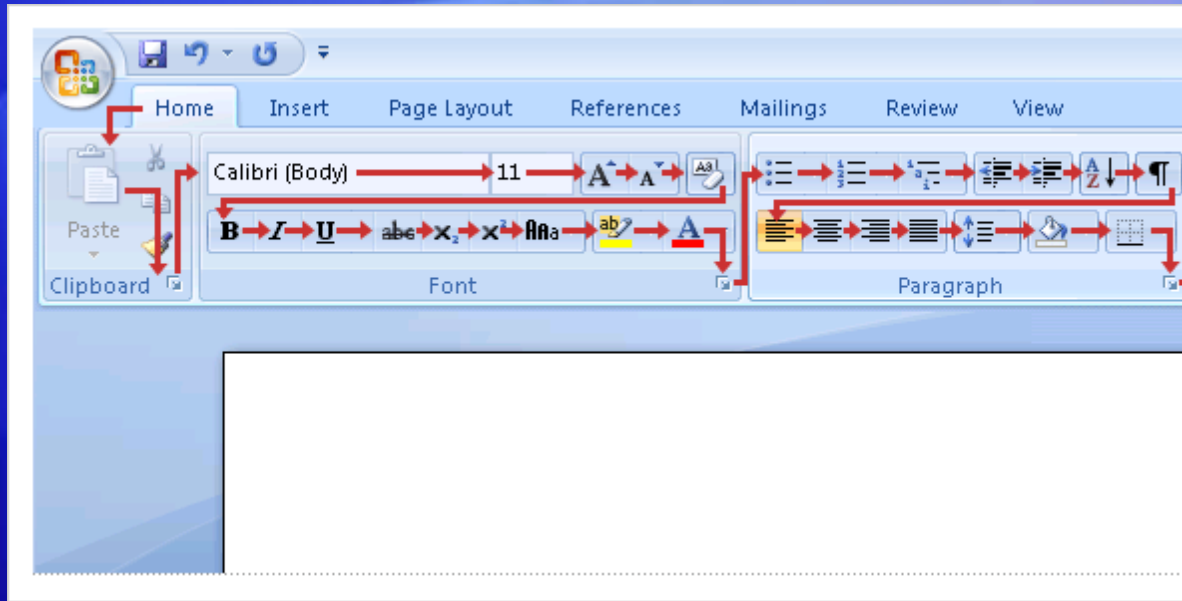 Home Insert Page Layout References Mailings Review View
Calibri (Body) 11
Paste
Clipboard Font Paragraph